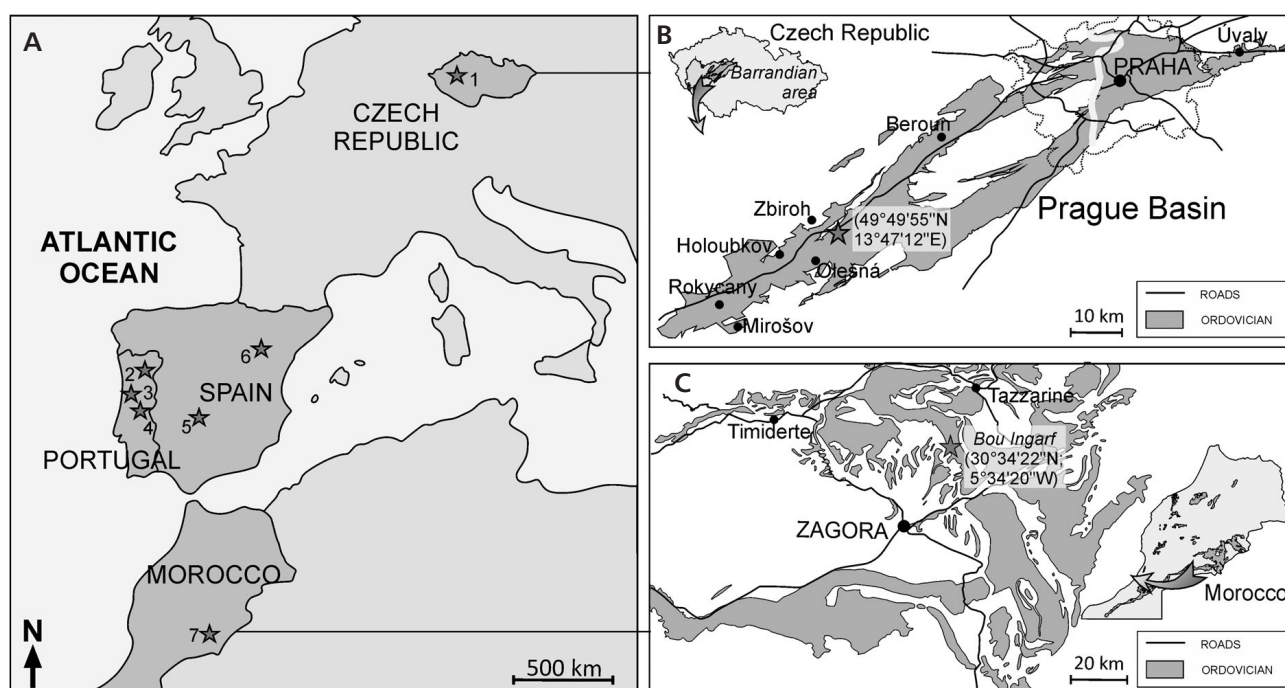 A
1
CZECH
REPUBLIC
ATLANTIC
OCEAN
6
2
3
SPAIN
4
5
PORTUGAL
MOROCCO
7
N
500 km
B
Czech Republic
Barrandian
area
Úvaly
PRAHA
Beroun
Zbiroh
(49°49'55"N
13°47'12"E)
Prague Basin
Holoubkov
Olešná
Rokycany
Mirošov
10 km
ROADS
ORDOVICIAN
C
Tazzarine
Timiderte
Bou Ingarf
(30°34'22"N;
5°34'20"W)
ZAGORA
Morocco
20 km
ROADS
ORDOVICIAN